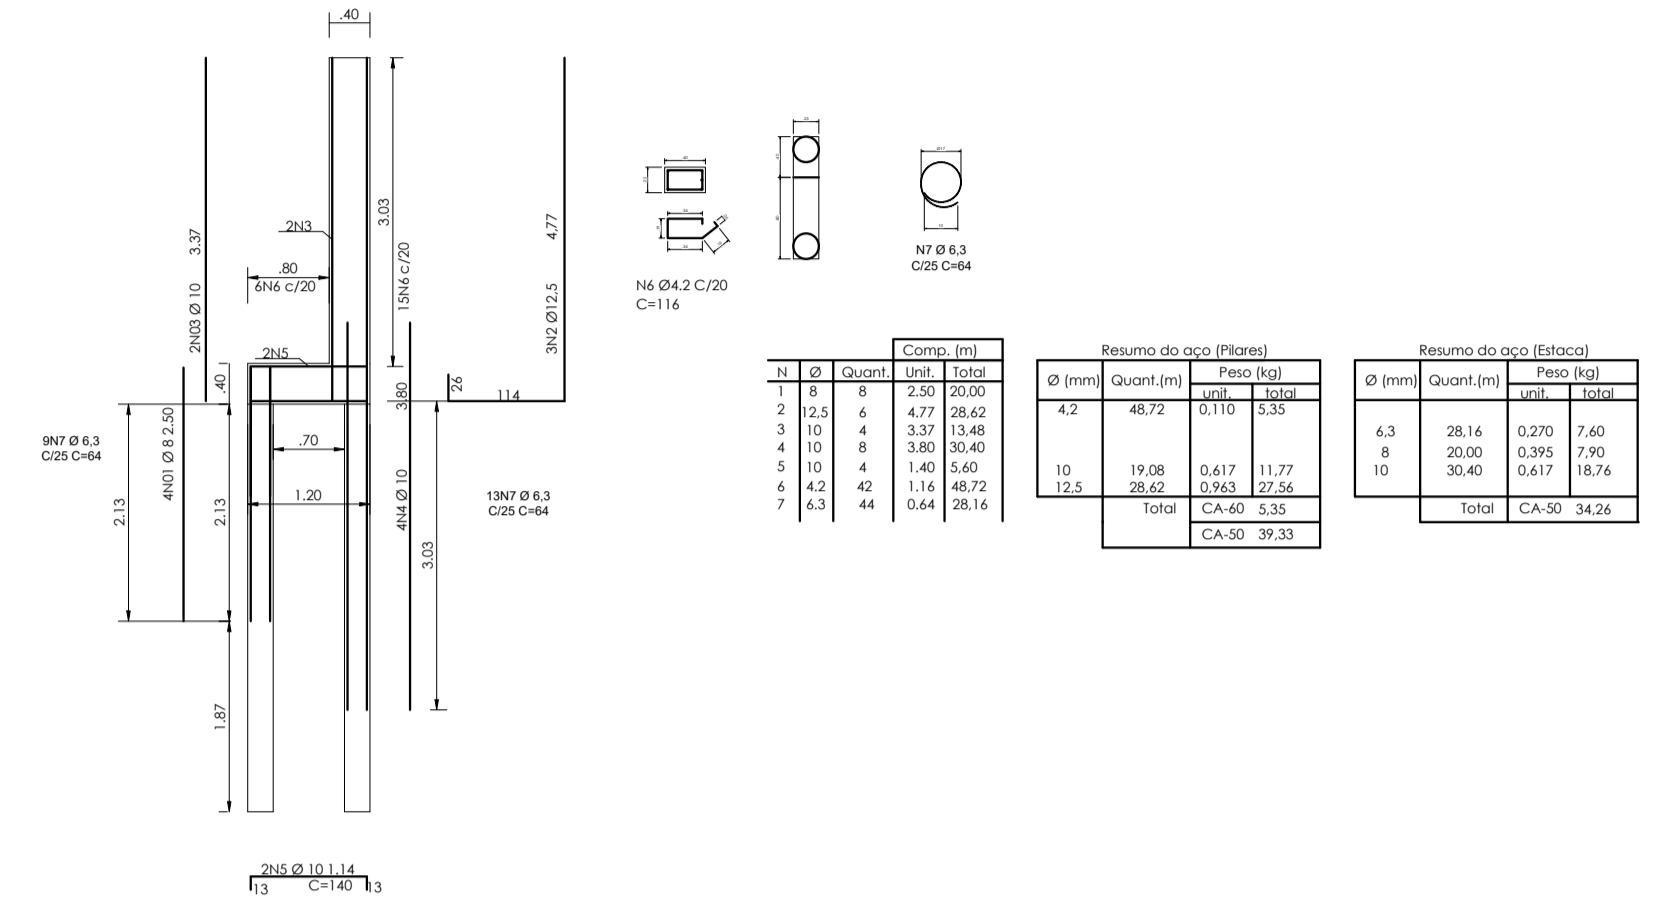 .40
3.37
2N03 Ø 10
2N3
.80
6N6 c/20
3.03
15N6 c/20
4,77
3N2 Ø12,5
2N5
.40
26
114
3.80
9N7 Ø 6,3
C/25 C=64
4N01 Ø 8 2.50
.70
1.20
2.13
2.13
4N4 Ø 10
13N7 Ø 6,3
C/25 C=64
3.03
1.87
2N5 Ø 10 1.14
13 C=140 13
N6 Ø4.2 C/20
C=116
N7 Ø 6,3
C/25 C=64
Comp. (m)
N Ø Quant. Unit. Total
1 8 8 2.50 20,00
2 12,5 6 4.77 28,62
3 10 4 3.37 13,48
4 10 8 3.80 30,40
5 10 4 1.40 5,60
6 4.2 42 1.16 48,72
7 6.3 44 0.64 28,16
Resumo do aço (Pilares)
Ø (mm) Quant.(m) Peso (kg)
unit. total
4,2 48,72 0,110 5,35
10 19,08 0,617 11,77
12,5 28,62 0,963 27,56
Total CA-60 5,35
CA-50 39,33
Resumo do aço (Estaca)
Ø (mm) Quant.(m) Peso (kg)
unit. total
6,3 28,16 0,270 7,60
8 20,00 0,395 7,90
10 30,40 0,617 18,76
Total CA-50 34,26